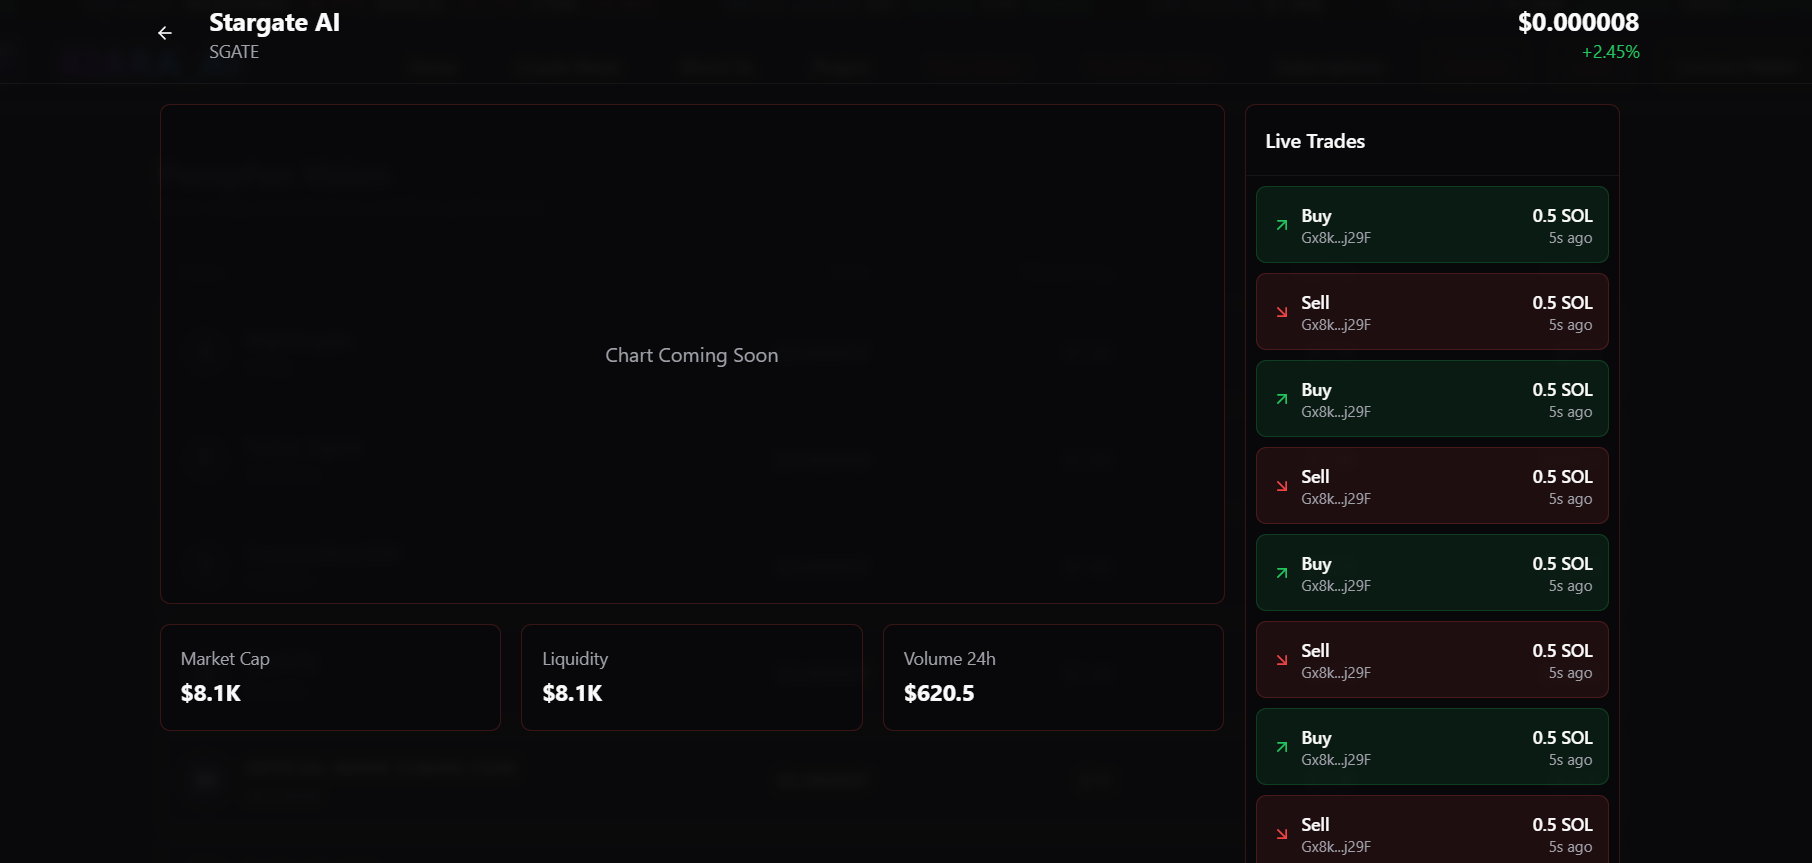 Stargate AI
SGATE
$0.000008
+2.45%
Chart Coming Soon
Market Cap
$8.1K
Liquidity
$8.1K
Volume 24h
$620.5
Live Trades
Buy 0.5 SOL
Gx8k...j29F 5s ago
Sell 0.5 SOL
Gx8k...j29F 5s ago
Buy 0.5 SOL
Gx8k...j29F 5s ago
Sell 0.5 SOL
Gx8k...j29F 5s ago
Buy 0.5 SOL
Gx8k...j29F 5s ago
Sell 0.5 SOL
Gx8k...j29F 5s ago
Buy 0.5 SOL
Gx8k...j29F 5s ago
Sell 0.5 SOL
Gx8k...j29F 5s ago